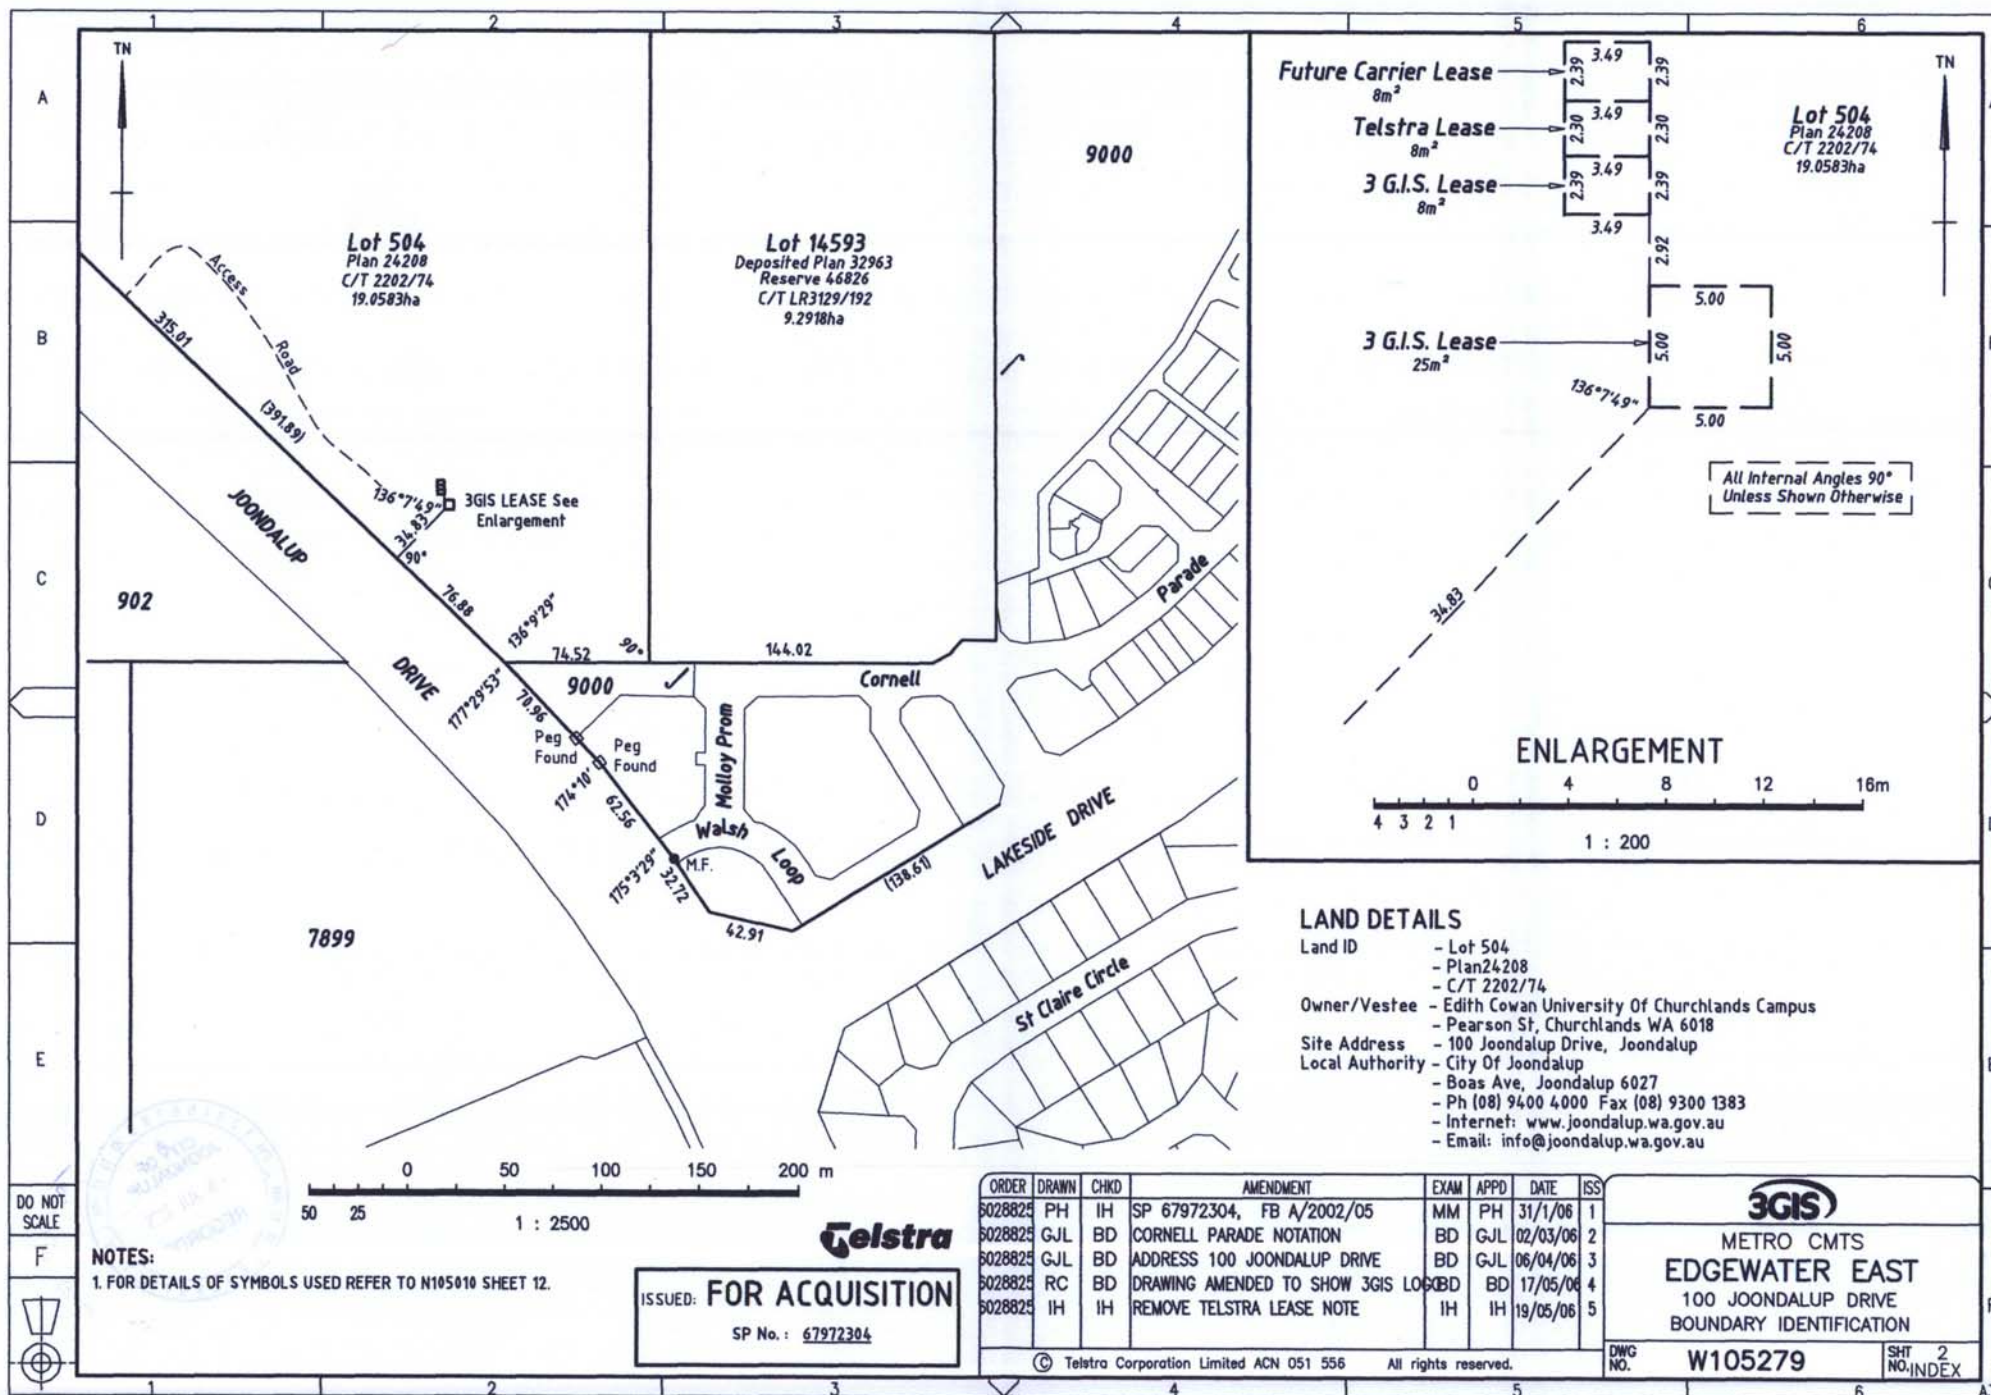 1 2 3 4 5 6
A
B
C
D
E
F
DO NOT
SCALE
TN
Lot 504
Plan 24208
C/T 2202/74
19.0583ha
Access
Road
315.01
(391.89)
Lot 14593
Deposited Plan 32963
Reserve 46826
C/T LR3129/192
9.2918ha
9000
136°7'49"
34.83
90°
3GIS LEASE See
Enlargement
JOONDALUP
DRIVE
902
76.88
136°9'29"
74.52
90°
144.02
177°29'53"
70.96
9000
Cornell
Parade
Peg
Found
Peg
Found
174°10'
62.56
Molloy Prom
Walsh
Loop
175°3'29"
M.F.
32.72
42.91
(138.61)
LAKESIDE DRIVE
St Claire Circle
7899
Future Carrier Lease
8m²
Telstra Lease
8m²
3 G.I.S. Lease
8m²
3.49
2.39
2.39
3.49
2.30
2.30
3.49
2.39
2.39
3.49
2.92
Lot 504
Plan 24208
C/T 2202/74
19.0583ha
TN
3 G.I.S. Lease
25m²
5.00
5.00
5.00
5.00
136°7'49"
34.83
All Internal Angles 90°
Unless Shown Otherwise
ENLARGEMENT
0 4 8 12 16m
4 3 2 1
1 : 200
LAND DETAILS
Land ID - Lot 504
- Plan24208
- C/T 2202/74
Owner/Vestee - Edith Cowan University Of Churchlands Campus
- Pearson St, Churchlands WA 6018
Site Address - 100 Joondalup Drive, Joondalup
Local Authority - City Of Joondalup
- Boas Ave, Joondalup 6027
- Ph (08) 9400 4000 Fax (08) 9300 1383
- Internet: www.joondalup.wa.gov.au
- Email: info@joondalup.wa.gov.au
0 50 100 150 200 m
50 25
1 : 2500
NOTES:
1. FOR DETAILS OF SYMBOLS USED REFER TO N105010 SHEET 12.
Telstra
ISSUED: FOR ACQUISITION
SP No. : 67972304
ORDER DRAWN CHKD AMENDMENT EXAM APPD DATE ISS
6028825 PH IH SP 67972304, FB A/2002/05 MM PH 31/1/06 1
6028825 GJL BD CORNELL PARADE NOTATION BD GJL 02/03/06 2
6028825 GJL BD ADDRESS 100 JOONDALUP DRIVE BD GJL 06/04/06 3
6028825 RC BD DRAWING AMENDED TO SHOW 3GIS LOGO BD BD 17/05/06 4
6028825 IH IH REMOVE TELSTRA LEASE NOTE IH IH 19/05/06 5
© Telstra Corporation Limited ACN 051 556 All rights reserved.
3GIS
METRO CMTS
EDGEWATER EAST
100 JOONDALUP DRIVE
BOUNDARY IDENTIFICATION
DWG
NO. W105279
SHT 2
NO. INDEX
1 2 3 4 5 6